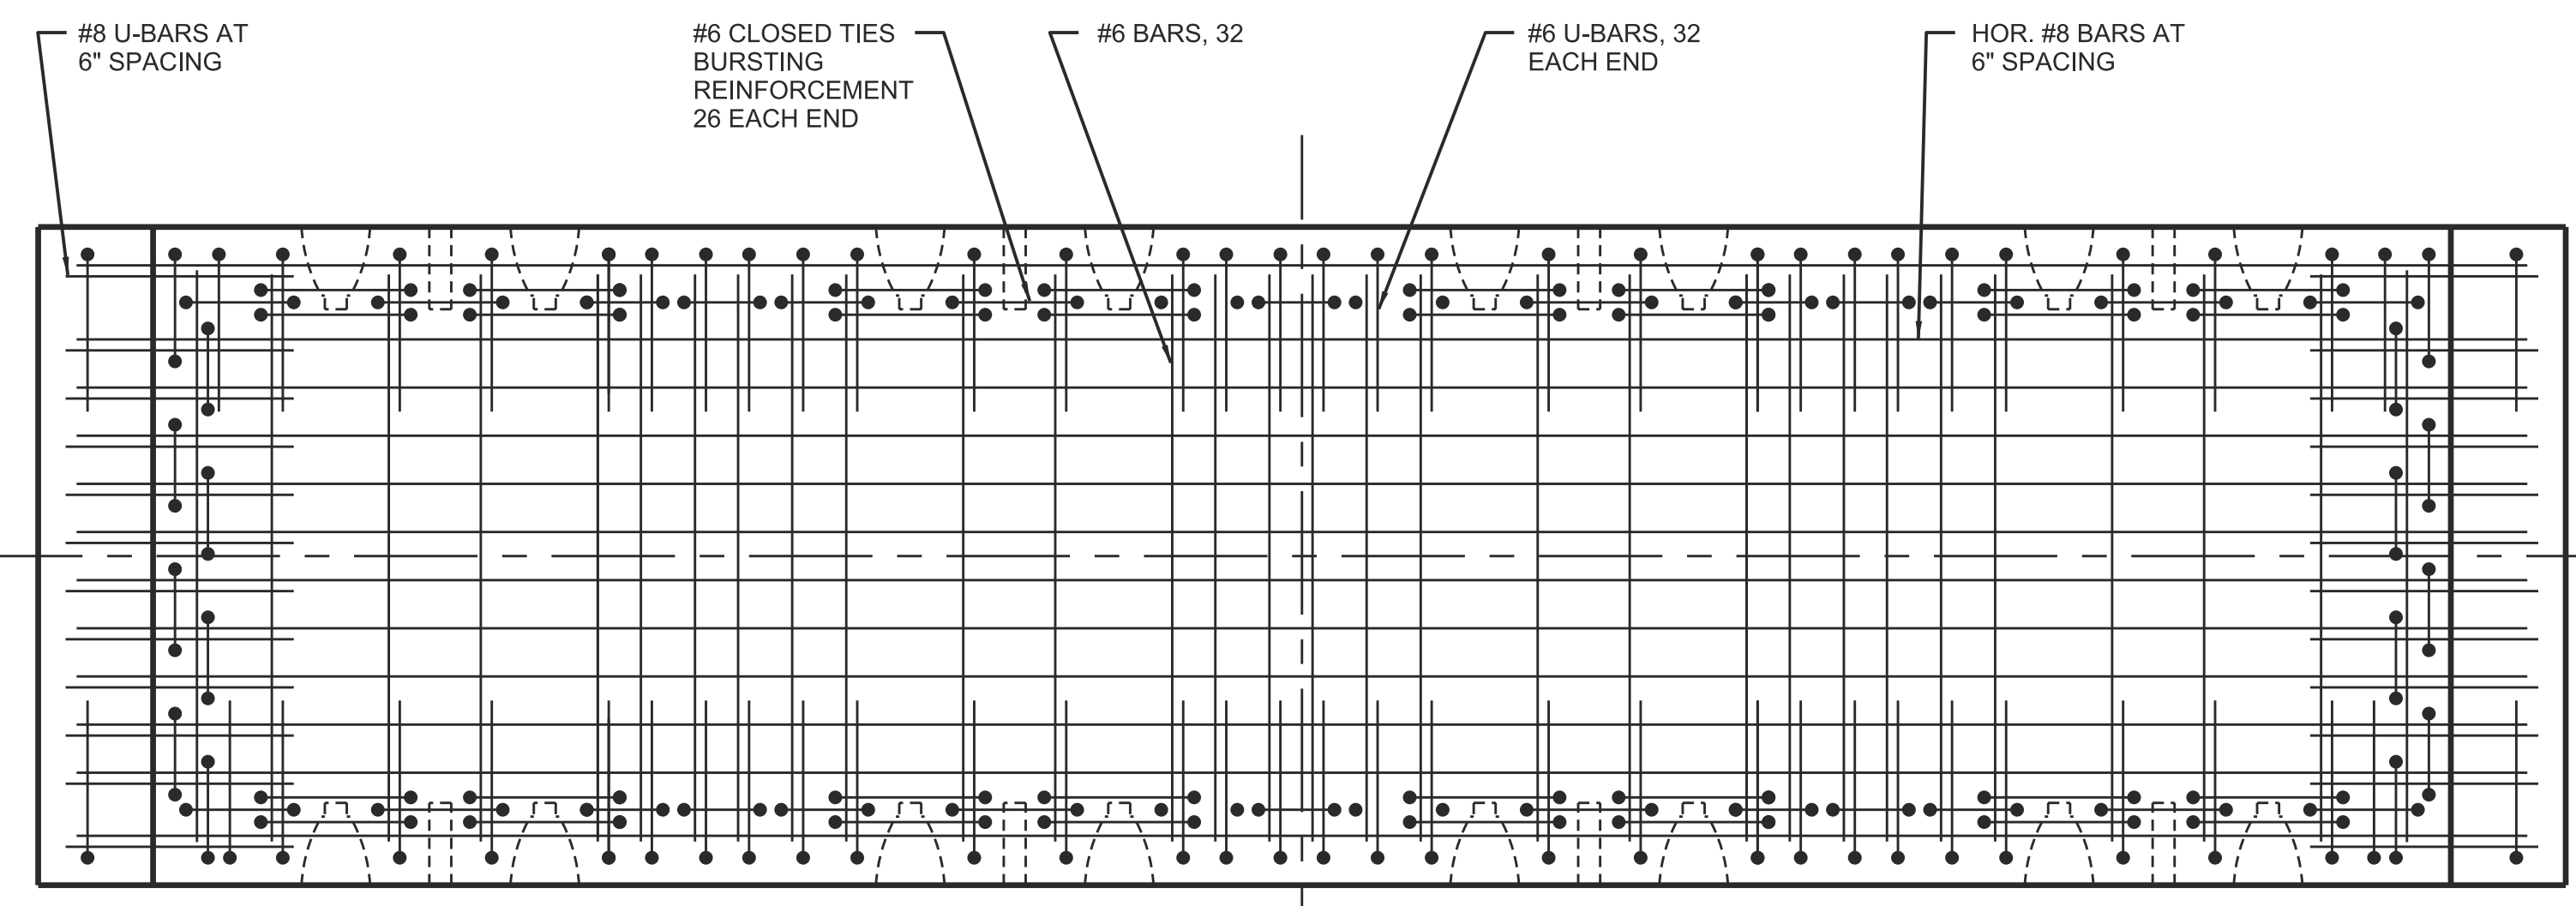 #8 U-BARS AT
6" SPACING
#6 CLOSED TIES
BURSTING
REINFORCEMENT
26 EACH END
#6 BARS, 32
#6 U-BARS, 32
EACH END
HOR. #8 BARS AT
6" SPACING